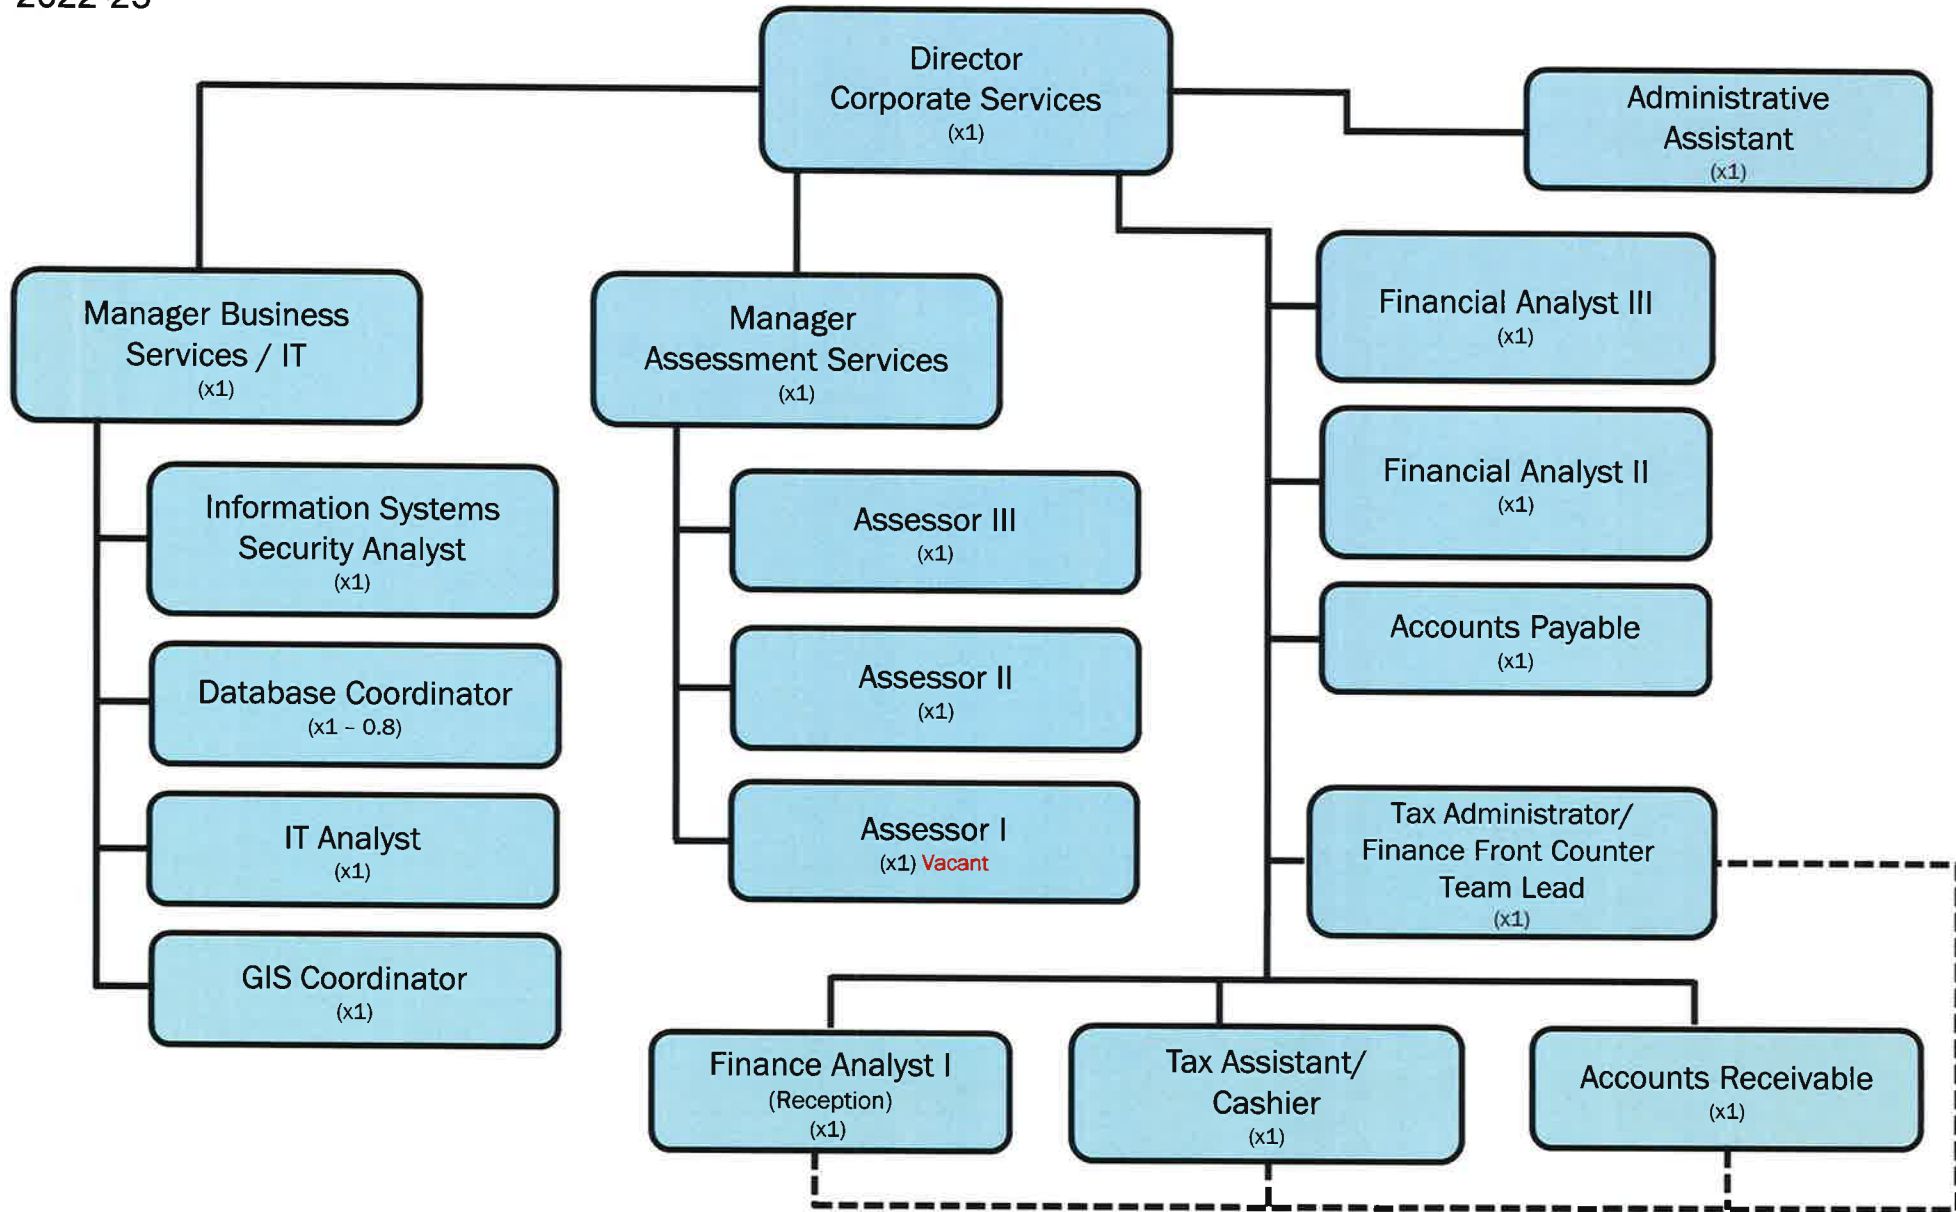 2022-23
Director
Corporate Services
(x1)
Administrative
Assistant
(x1)
Manager Business
Services / IT
(x1)
Manager
Assessment Services
(x1)
Financial Analyst III
(x1)
Financial Analyst II
(x1)
Accounts Payable
(x1)
Information Systems
Security Analyst
(x1)
Database Coordinator
(x1 – 0.8)
IT Analyst
(x1)
GIS Coordinator
(x1)
Assessor III
(x1)
Assessor II
(x1)
Assessor I
(x1) Vacant
Tax Administrator/
Finance Front Counter
Team Lead
(x1)
Finance Analyst I
(Reception)
(x1)
Tax Assistant/
Cashier
(x1)
Accounts Receivable
(x1)